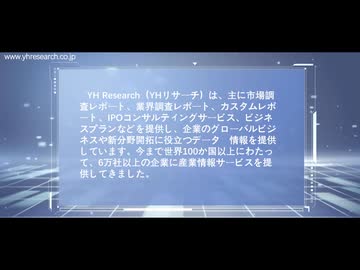 www.yhresearch.co.jp
YH Research（YHリサーチ）は、主に市場調
査レポート、業界調査レポート、カスタムレポ
ート、IPOコンサルティングサービス、ビジネ
スプランなどを提供し、企業のグローバルビジ
ネスや新分野開拓に役立つデータ　情報を提供
しています。今まで世界100か国以上にわたっ
て、6万社以上の企業に産業情報サービスを提
供してきました。